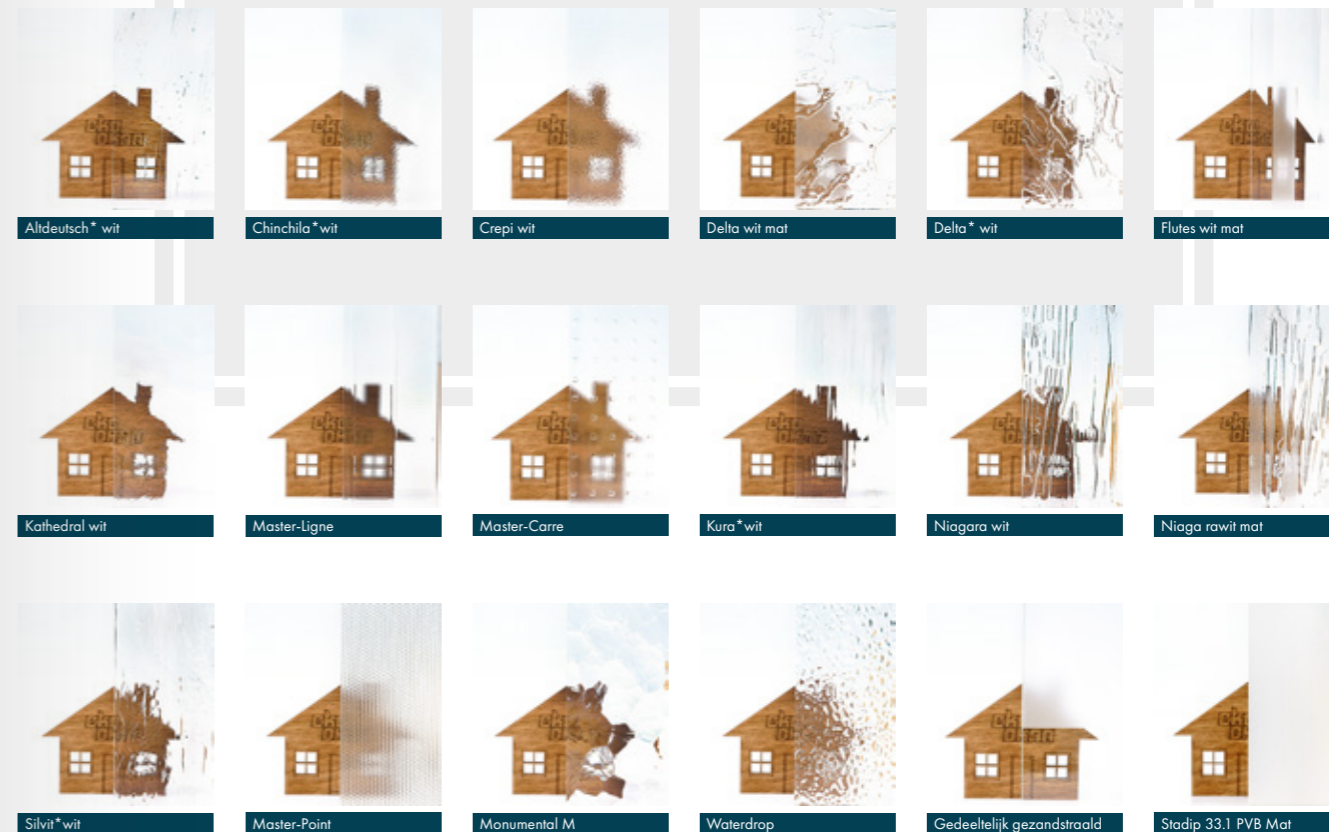 Altdeutsch* wit
Chinchila*wit
Crepi wit
Delta wit mat
Delta* wit
Flutes wit mat
Kathedral wit
Master-Ligne
Master-Carre
Kura*wit
Niagara wit
Niaga rawit mat
Silvit*wit
Master-Point
Monumental M
Waterdrop
Gedeeltelijk gezandstraald
Stadip 33.1 PVB Mat